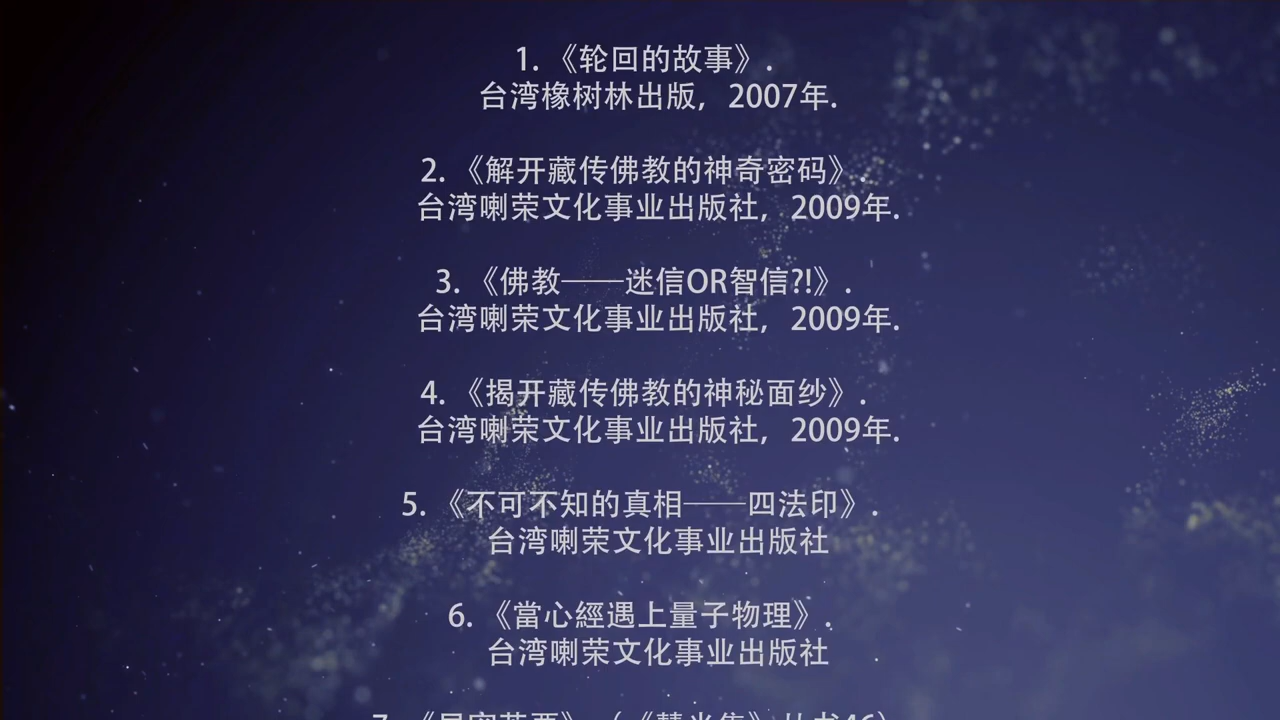 1. 《轮回的故事》.
台湾橡树林出版，2007年.
2. 《解开藏传佛教的神奇密码》.
台湾喇荣文化事业出版社，2009年.
3. 《佛教——迷信OR智信?!》.
台湾喇荣文化事业出版社，2009年.
4. 《揭开藏传佛教的神秘面纱》.
台湾喇荣文化事业出版社，2009年.
5. 《不可不知的真相——四法印》.
台湾喇荣文化事业出版社
6. 《當心經遇上量子物理》.
台湾喇荣文化事业出版社